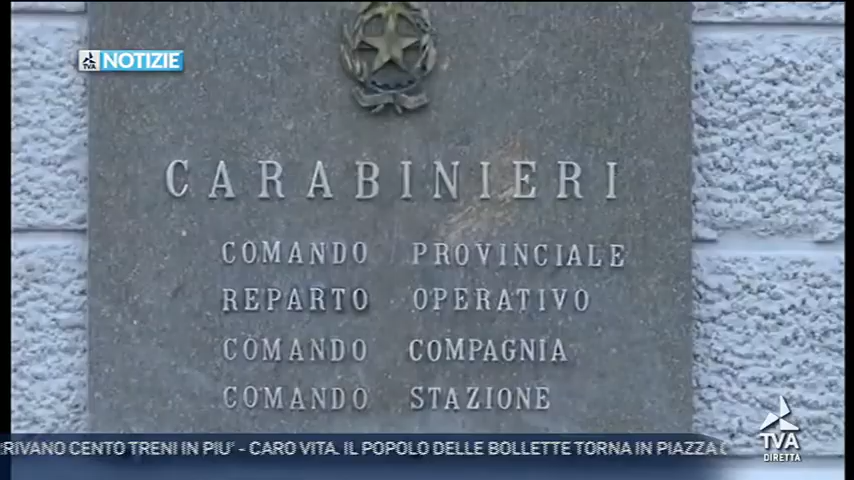 TVA NOTIZIE
CARABINIERI
COMANDO PROVINCIALE
REPARTO OPERATIVO
COMANDO COMPAGNIA
COMANDO STAZIONE
RIVANO CENTO TRENI IN PIU' - CARO VITA. IL POPOLO DELLE BOLLETTE TORNA IN PIAZZA
TVA
DIRETTA